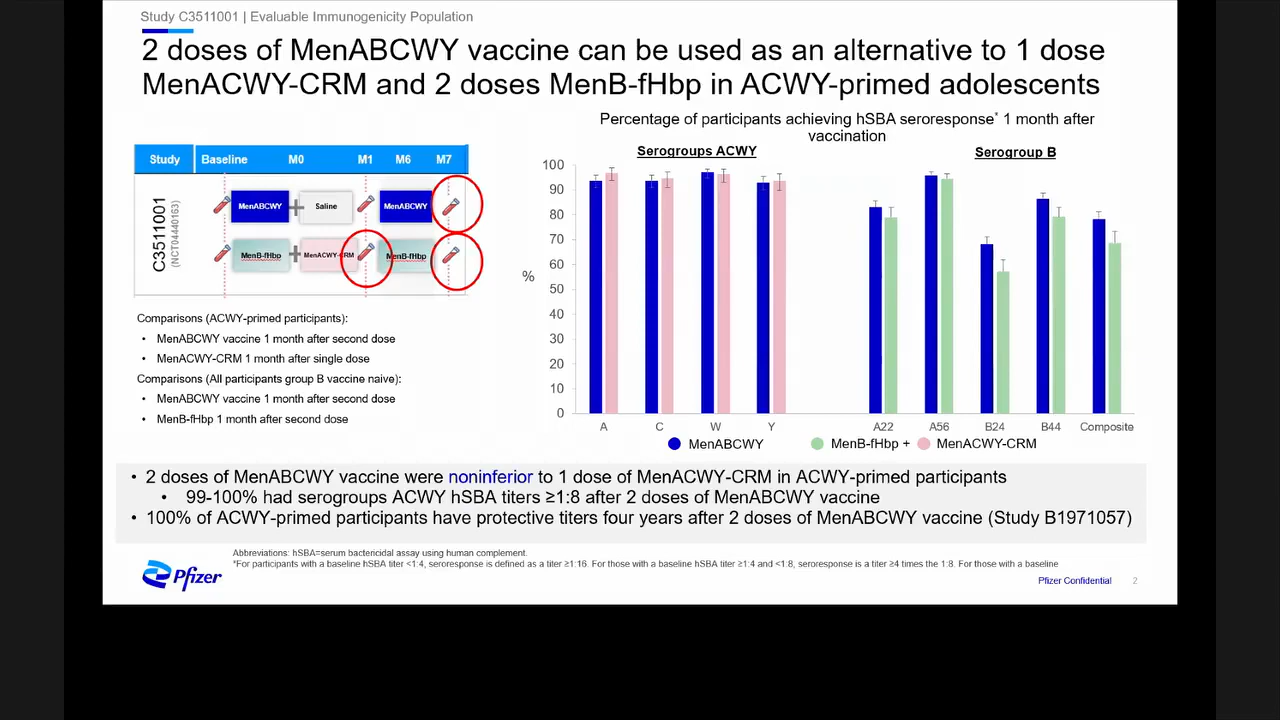 Study C3511001 | Evaluable Immunogenicity Population
2 doses of MenABCWY vaccine can be used as an alternative to 1 dose
MenACWY-CRM and 2 doses MenB-fHbp in ACWY-primed adolescents
Percentage of participants achieving hSBA seroresponse* 1 month after
vaccination
Study Baseline M0 M1 M6 M7
C3511001
(NCT04440163)
MenABCWY + Saline MenABCWY
MenB-fHbp + MenACWY-CRM MenB-fHbp
Comparisons (ACWY-primed participants):
• MenABCWY vaccine 1 month after second dose
• MenACWY-CRM 1 month after single dose
Comparisons (All participants group B vaccine naive):
• MenABCWY vaccine 1 month after second dose
• MenB-fHbp 1 month after second dose
Serogroups ACWY
Serogroup B
100
90
80
70
60
50
40
30
20
10
0
%
A C W Y A22 A56 B24 B44 Composite
MenABCWY MenB-fHbp + MenACWY-CRM
• 2 doses of MenABCWY vaccine were noninferior to 1 dose of MenACWY-CRM in ACWY-primed participants
• 99-100% had serogroups ACWY hSBA titers ≥1:8 after 2 doses of MenABCWY vaccine
• 100% of ACWY-primed participants have protective titers four years after 2 doses of MenABCWY vaccine (Study B1971057)
Abbreviations: hSBA=serum bactericidal assay using human complement.
*For participants with a baseline hSBA titer <1:4, seroresponse is defined as a titer ≥1:16. For those with a baseline hSBA titer ≥1:4 and <1:8, seroresponse is a titer ≥4 times the 1:8. For those with a baseline
Pfizer
Pfizer Confidential 2